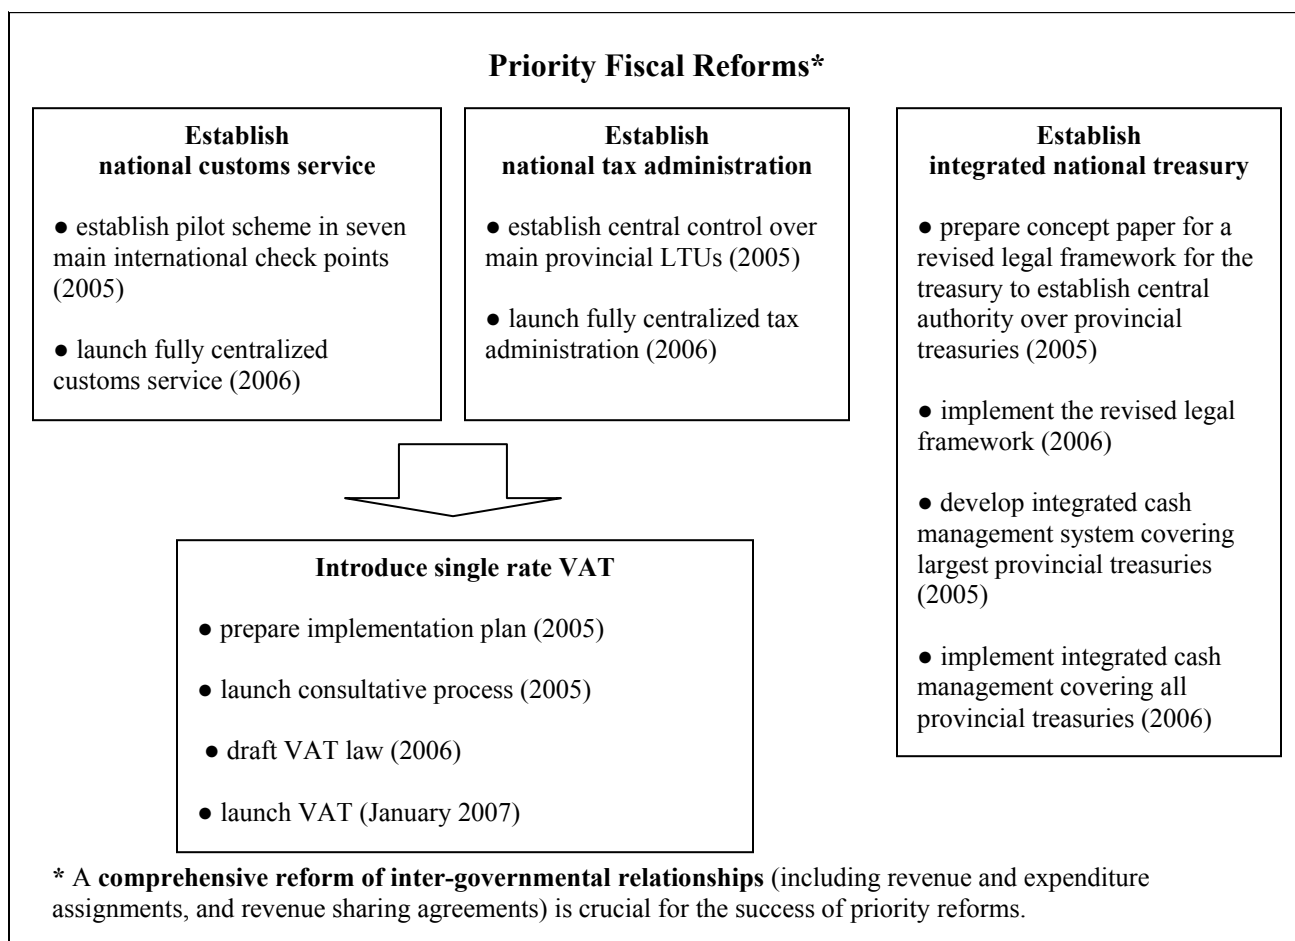 Priority Fiscal Reforms*
Establish
national customs service
● establish pilot scheme in seven
main international check points
(2005)
● launch fully centralized
customs service (2006)
Establish
national tax administration
● establish central control over
main provincial LTUs (2005)
● launch fully centralized tax
administration (2006)
Establish
integrated national treasury
● prepare concept paper for a
revised legal framework for the
treasury to establish central
authority over provincial
treasuries (2005)
● implement the revised legal
framework (2006)
● develop integrated cash
management system covering
largest provincial treasuries
(2005)
● implement integrated cash
management covering all
provincial treasuries (2006)
Introduce single rate VAT
● prepare implementation plan (2005)
● launch consultative process (2005)
● draft VAT law (2006)
● launch VAT (January 2007)
* A comprehensive reform of inter-governmental relationships (including revenue and expenditure
assignments, and revenue sharing agreements) is crucial for the success of priority reforms.